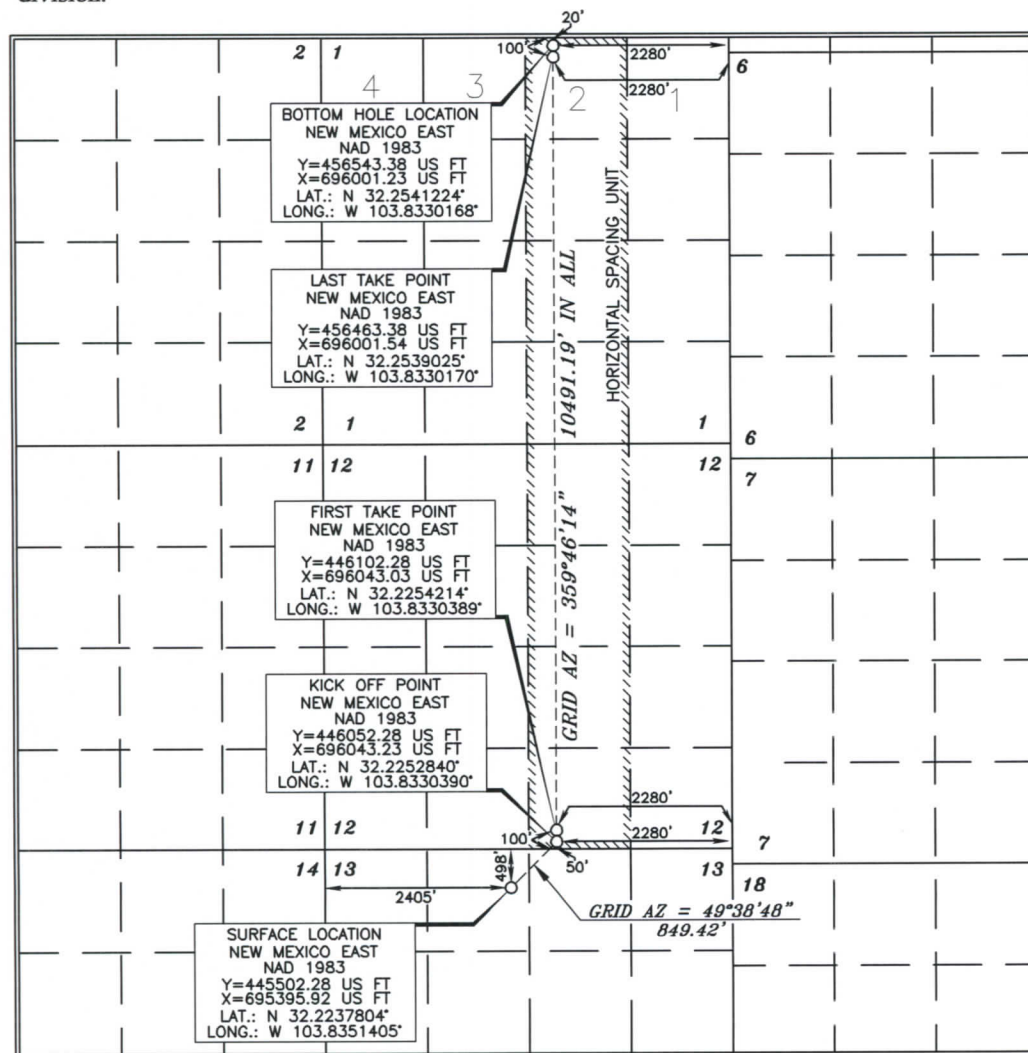 division.
20'
100'
2280'
2 1
6
2280'
4 3 2 1
BOTTOM HOLE LOCATION
NEW MEXICO EAST
NAD 1983
Y=456543.38 US FT
X=696001.23 US FT
LAT.: N 32.2541224°
LONG.: W 103.8330168°
LAST TAKE POINT
NEW MEXICO EAST
NAD 1983
Y=456463.38 US FT
X=696001.54 US FT
LAT.: N 32.2539025°
LONG.: W 103.8330170°
GRID AZ = 359°46'14"
10491.19' IN ALL
HORIZONTAL SPACING UNIT
2 1
1 6
11 12
12 7
FIRST TAKE POINT
NEW MEXICO EAST
NAD 1983
Y=446102.28 US FT
X=696043.03 US FT
LAT.: N 32.2254214°
LONG.: W 103.8330389°
KICK OFF POINT
NEW MEXICO EAST
NAD 1983
Y=446052.28 US FT
X=696043.23 US FT
LAT.: N 32.2252840°
LONG.: W 103.8330390°
2280'
11 12
100'
2280'
12 7
50'
14 13
498'
2405'
13 18
GRID AZ = 49°38'48"
849.42'
SURFACE LOCATION
NEW MEXICO EAST
NAD 1983
Y=445502.28 US FT
X=695395.92 US FT
LAT.: N 32.2237804°
LONG.: W 103.8351405°